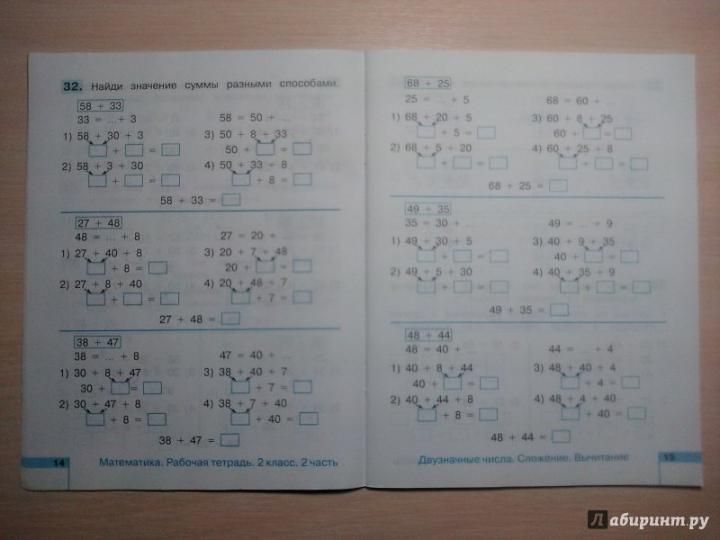 32. Найди значение суммы разными способами.
58 + 33
33 = ... + 3 58 = 50 + ...
1) 58 + 30 + 3 3) 50 + 8 + 33
□ + □ = □ 50 + □ = □
2) 58 + 3 + 30 4) 50 + 33 + 8
□ + □ = □ □ + 8 = □
58 + 33 = □
27 + 48
48 = ... + 8 27 = 20 + ...
1) 27 + 40 + 8 3) 20 + 7 + 48
□ + 8 = □ 20 + □ = □
2) 27 + 8 + 40 4) 20 + 48 + 7
□ + □ = □ □ + 7 = □
27 + 48 = □
38 + 47
38 = ... + 8 47 = 40 + ...
1) 30 + 8 + 47 3) 38 + 40 + 7
30 + □ = □ □ + 7 = □
2) 30 + 47 + 8 4) 38 + 7 + 40
□ + 8 = □ □ + 40 = □
38 + 47 = □
14 Математика. Рабочая тетрадь. 2 класс. 2 часть
68 + 25
25 = ... + 5 68 = 60 + ...
1) 68 + 20 + 5 3) 60 + 8 + 25
□ + 5 = □ 60 + □ = □
2) 68 + 5 + 20 4) 60 + 25 + 8
□ + □ = □ □ + □ = □
68 + 25 = □
49 + 35
35 = 30 + ... 49 = ... + 9
1) 49 + 30 + 5 3) 40 + 9 + 35
□ + □ = □ 40 + □ = □
2) 49 + 5 + 30 4) 40 + 35 + 9
□ + □ = □ □ + □ = □
49 + 35 = □
48 + 44
48 = 40 + ... 44 = ... + 4
1) 40 + 8 + 44 3) 48 + 40 + 4
40 + □ = □ □ + 4 = □
2) 40 + 44 + 8 4) 48 + 4 + 40
□ + 8 = □ □ + 40 = □
48 + 44 = □
Двузначные числа. Сложение. Вычитание 15
Лабиринт.ру